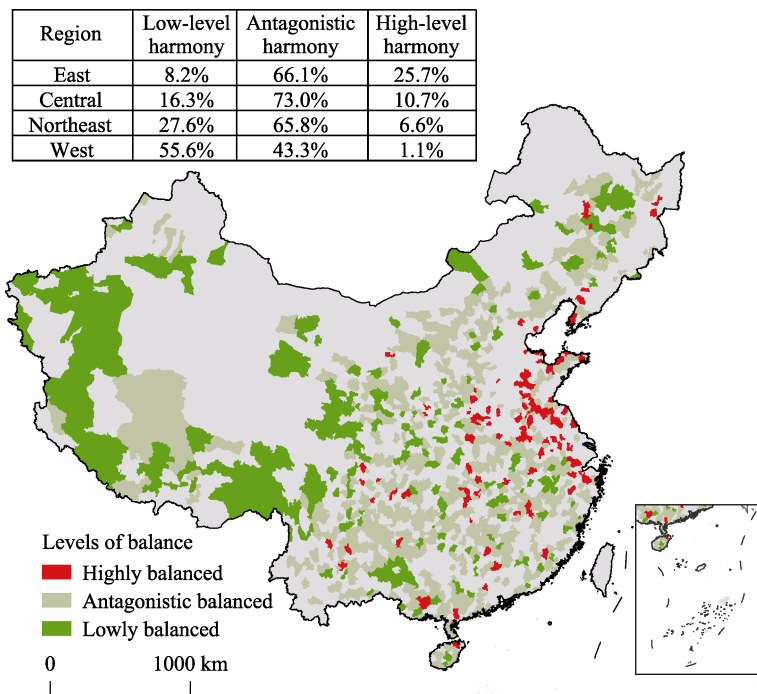 Region Low-level harmony Antagonistic harmony High-level harmony
East 8.2% 66.1% 25.7%
Central 16.3% 73.0% 10.7%
Northeast 27.6% 65.8% 6.6%
West 55.6% 43.3% 1.1%
Levels of balance
Highly balanced
Antagonistic balanced
Lowly balanced
0 1000 km